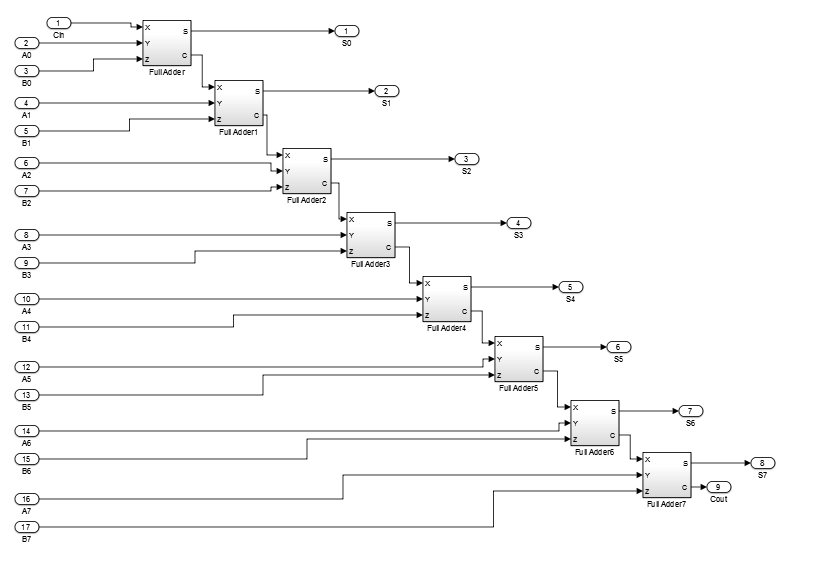 1
Cin
2
A0
3
B0
X
Y
Z
S
C
Full Adder
1
S0
4
A1
5
B1
X
Y
Z
S
C
Full Adder1
2
S1
6
A2
7
B2
X
Y
Z
S
C
Full Adder2
3
S2
8
A3
9
B3
X
Y
Z
S
C
Full Adder3
4
S3
10
A4
11
B4
X
Y
Z
S
C
Full Adder4
5
S4
12
A5
13
B5
X
Y
Z
S
C
Full Adder5
6
S5
14
A6
15
B6
X
Y
Z
S
C
Full Adder6
7
S6
16
A7
17
B7
X
Y
Z
S
C
Full Adder7
8
S7
9
Cout